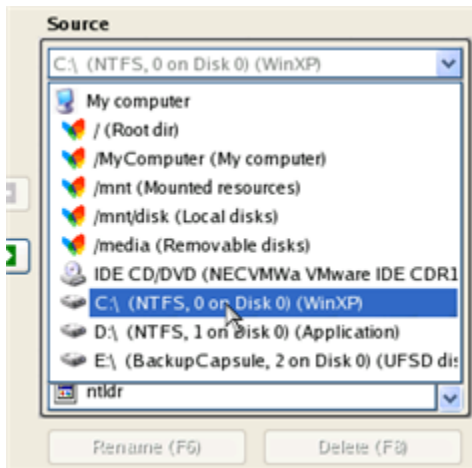 Source
C:\ (NTFS, 0 on Disk 0) (WinXP)
My computer
/ (Root dir)
/MyComputer (My computer)
/mnt (Mounted resources)
/mnt/disk (Local disks)
/media (Removable disks)
IDE CD/DVD (NECVMWa VMware IDE CDR1
C:\ (NTFS, 0 on Disk 0) (WinXP)
D:\ (NTFS, 1 on Disk 0) (Application)
E:\ (BackupCapsule, 2 on Disk 0) (UFSD dis
ntldr
Rename (F6) Delete (F8)